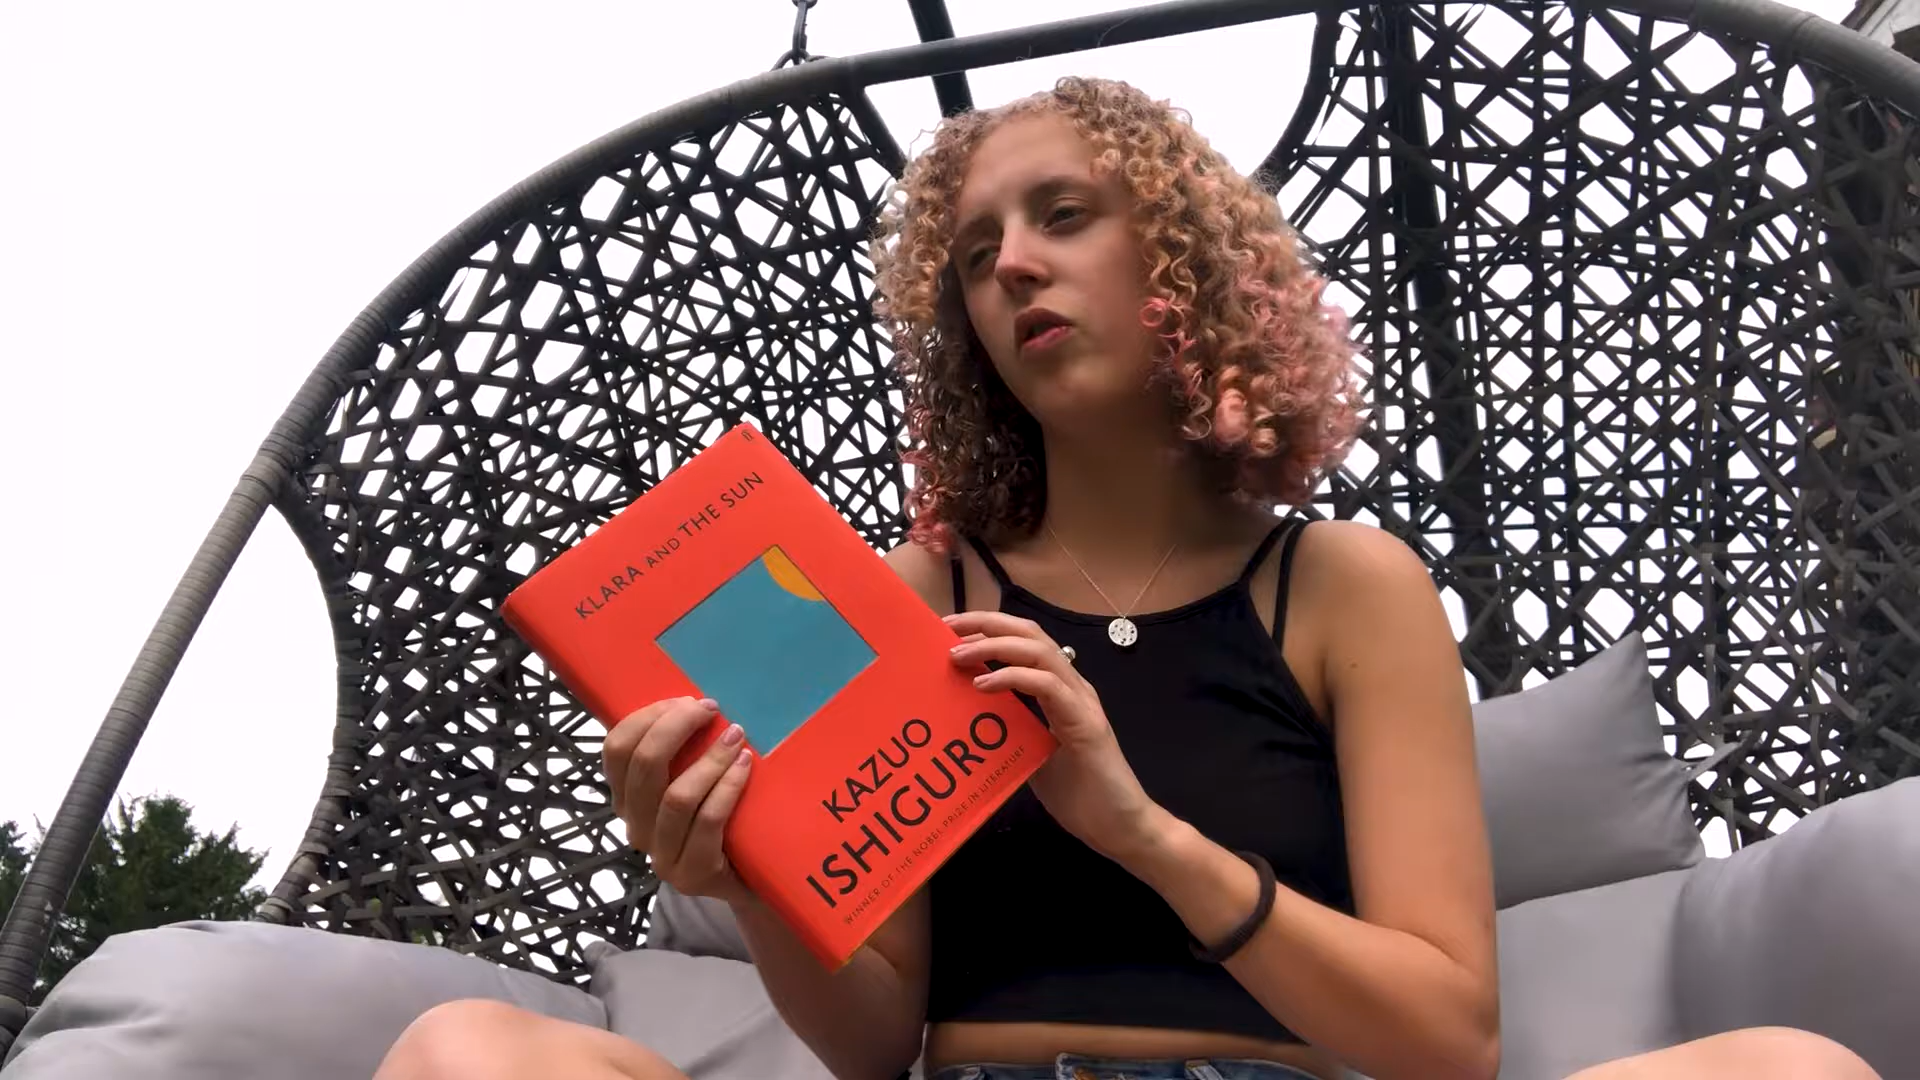 KLARA AND THE SUN
KAZUO
ISHIGURO
WINNER OF THE NOBEL PRIZE IN LITERATURE